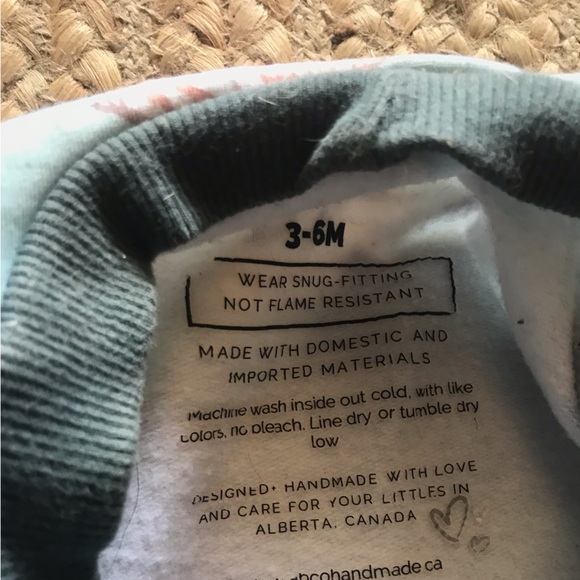 3-6M
WEAR SNUG-FITTING
NOT FLAME RESISTANT
MADE WITH DOMESTIC AND
IMPORTED MATERIALS
Machine wash inside out cold, with like
colors, no bleach. Line dry or tumble dry
low
DESIGNED+ HANDMADE WITH LOVE
AND CARE FOR YOUR LITTLES IN
ALBERTA, CANADA